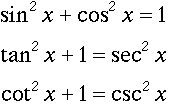 sin² x + cos² x = 1
tan² x + 1 = sec² x
cot² x + 1 = csc² x